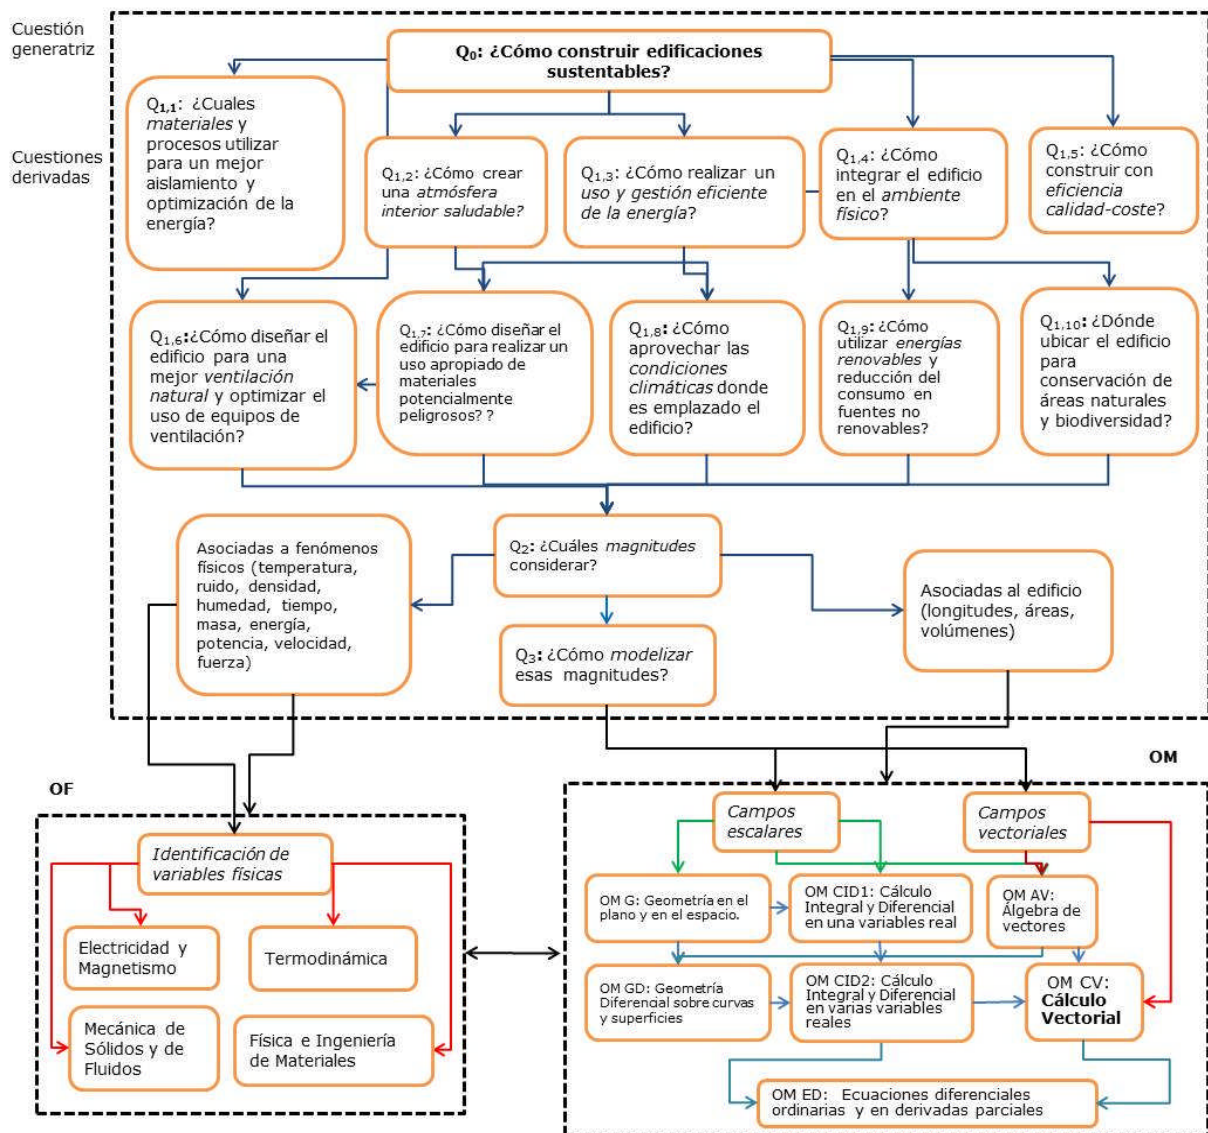 Cuestión
generatriz
Q0: ¿Cómo construir edificaciones
sustentables?
Cuestiones
derivadas
Q1,1: ¿Cuales
materiales y
procesos utilizar
para un mejor
aislamiento y
optimización de la
energía?
Q1,2: ¿Cómo crear
una atmósfera
interior saludable?
Q1,3: ¿Cómo realizar un
uso y gestión eficiente
de la energía?
Q1,4: ¿Cómo
integrar el edificio
en el ambiente
físico?
Q1,5: ¿Cómo
construir con
eficiencia
calidad-coste?
Q1,6:¿Cómo diseñar el
edificio para una
mejor ventilación
natural y optimizar el
uso de equipos de
ventilación?
Q1,7: ¿Cómo diseñar el
edificio para realizar un
uso apropiado de
materiales
potencialmente
peligrosos? ?
Q1,8: ¿Cómo
aprovechar las
condiciones
climáticas donde
es emplazado el
edificio?
Q1,9: ¿Cómo
utilizar energías
renovables y
reducción del
consumo en
fuentes no
renovables?
Q1,10: ¿Dónde
ubicar el edificio
para
conservación de
áreas naturales
y biodiversidad?
Asociadas a fenómenos
físicos (temperatura,
ruido, densidad,
humedad, tiempo,
masa, energía,
potencia, velocidad,
fuerza)
Q2: ¿Cuáles magnitudes
considerar?
Asociadas al edificio
(longitudes, áreas,
volúmenes)
Q3: ¿Cómo modelizar
esas magnitudes?
OF
OM
Identificación de
variables físicas
Electricidad y
Magnetismo
Termodinámica
Mecánica de
Sólidos y de
Fluidos
Física e Ingeniería
de Materiales
Campos
escalares
Campos
vectoriales
OM G: Geometría en el
plano y en el espacio.
OM CID1: Cálculo
Integral y Diferencial
en una variables real
OM AV:
Álgebra de
vectores
OM GD: Geometría
Diferencial sobre curvas
y superficies
OM CID2: Cálculo
Integral y Diferencial
en varias variables
reales
OM CV:
Cálculo
Vectorial
OM ED: Ecuaciones diferenciales
ordinarias y en derivadas parciales